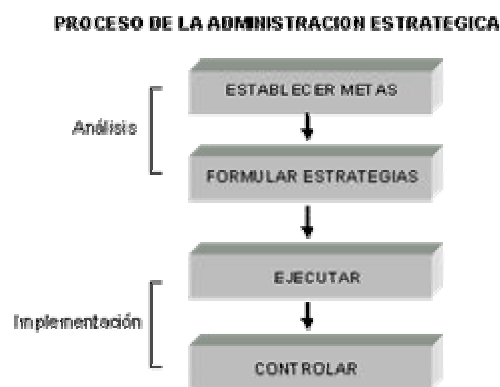 PROCESO DE LA ADMINISTRACION ESTRATEGICA
ESTABLECER METAS
Análisis
FORMULAR ESTRATEGIAS
EJECUTAR
Implementación
CONTROLAR